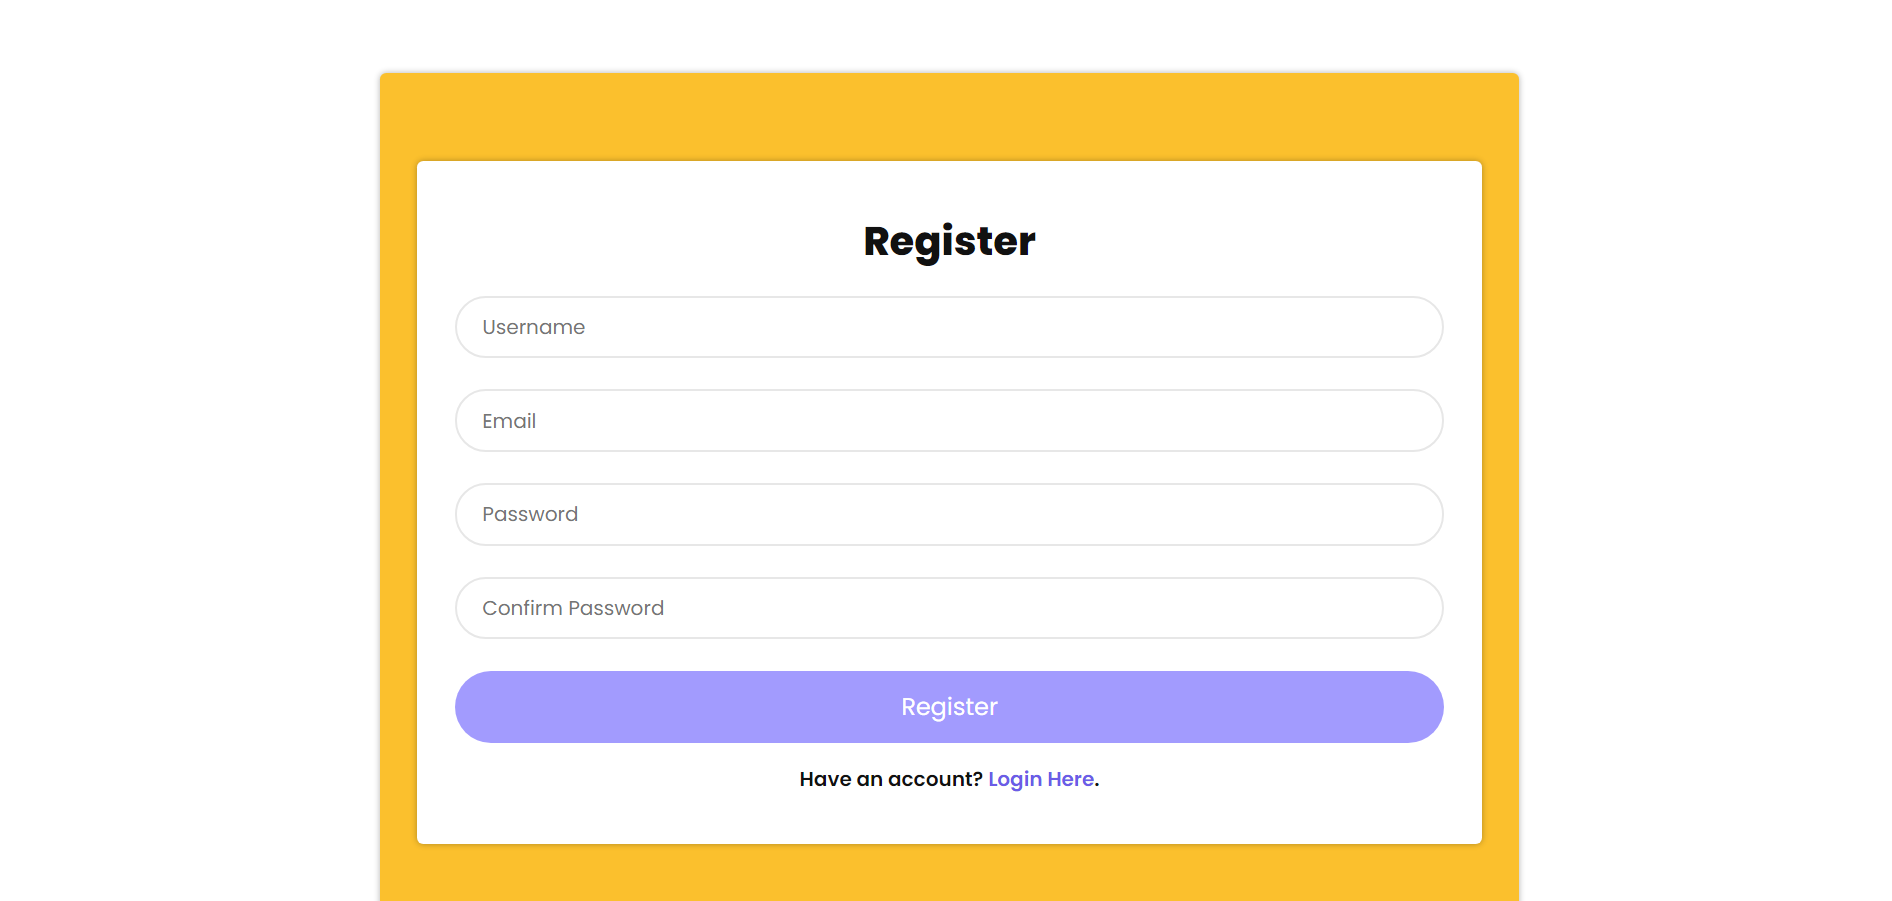 Register
Username
Email
Password
Confirm Password
Register
Have an account? Login Here.